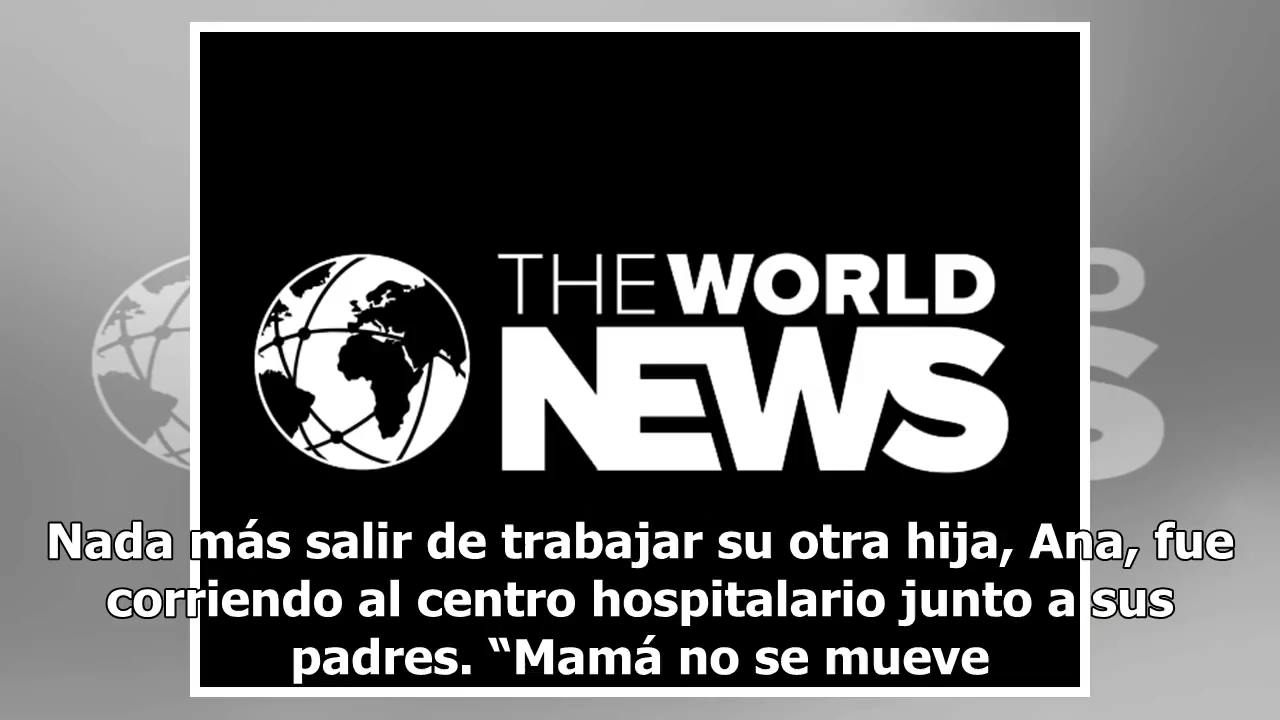 THE WORLD
NEWS
Nada más salir de trabajar su otra hija, Ana, fue
corriendo al centro hospitalario junto a sus
padres. “Mamá no se mueve